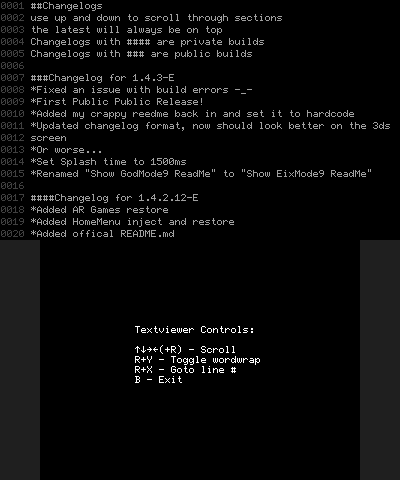 0001 ##Changelogs
0002 use up and down to scroll through sections
0003 the latest will always be on top
0004 Changelogs with #### are private builds
0005 Changelogs with ### are public builds
0006
0007 ###Changelog for 1.4.3-E
0008 *Fixed an issue with build errors -_-
0009 *First Public Public Release!
0010 *Added my crappy reedme back in and set it to hardcode
0011 *Updated changelog format, now should look better on the 3ds
0012 screen
0013 *Or worse...
0014 *Set Splash time to 1500ms
0015 *Renamed "Show GodMode9 ReadMe" to "Show EixMode9 ReadMe"
0016
0017 ####Changelog for 1.4.2.12-E
0018 *Added AR Games restore
0019 *Added HomeMenu inject and restore
0020 *Added offical README.md
Textviewer Controls:
↑↓→←(+R) - Scroll
R+Y - Toggle wordwrap
R+X - Goto line #
B - Exit